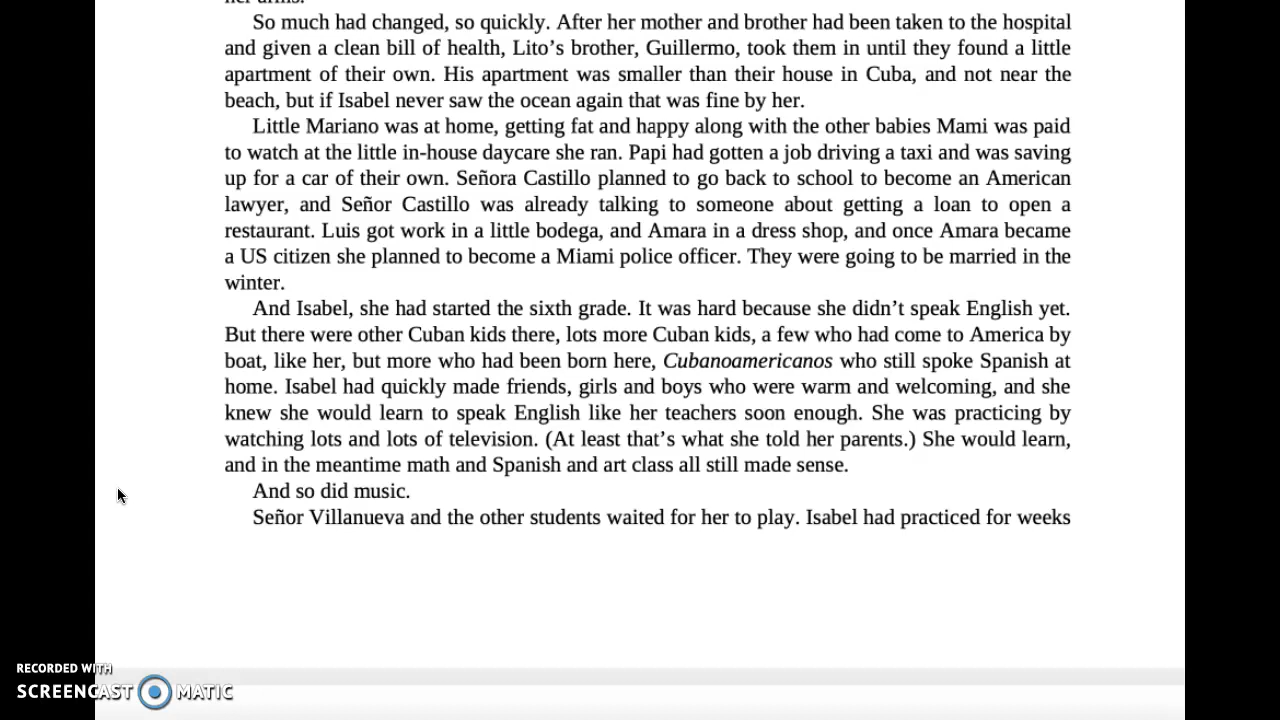 her arms.
So much had changed, so quickly. After her mother and brother had been taken to the hospital
and given a clean bill of health, Lito’s brother, Guillermo, took them in until they found a little
apartment of their own. His apartment was smaller than their house in Cuba, and not near the
beach, but if Isabel never saw the ocean again that was fine by her.
Little Mariano was at home, getting fat and happy along with the other babies Mami was paid
to watch at the little in-house daycare she ran. Papi had gotten a job driving a taxi and was saving
up for a car of their own. Señora Castillo planned to go back to school to become an American
lawyer, and Señor Castillo was already talking to someone about getting a loan to open a
restaurant. Luis got work in a little bodega, and Amara in a dress shop, and once Amara became
a US citizen she planned to become a Miami police officer. They were going to be married in the
winter.
And Isabel, she had started the sixth grade. It was hard because she didn’t speak English yet.
But there were other Cuban kids there, lots more Cuban kids, a few who had come to America by
boat, like her, but more who had been born here, Cubanoamericanos who still spoke Spanish at
home. Isabel had quickly made friends, girls and boys who were warm and welcoming, and she
knew she would learn to speak English like her teachers soon enough. She was practicing by
watching lots and lots of television. (At least that’s what she told her parents.) She would learn,
and in the meantime math and Spanish and art class all still made sense.
And so did music.
Señor Villanueva and the other students waited for her to play. Isabel had practiced for weeks
RECORDED WITH
SCREENCAST MATIC